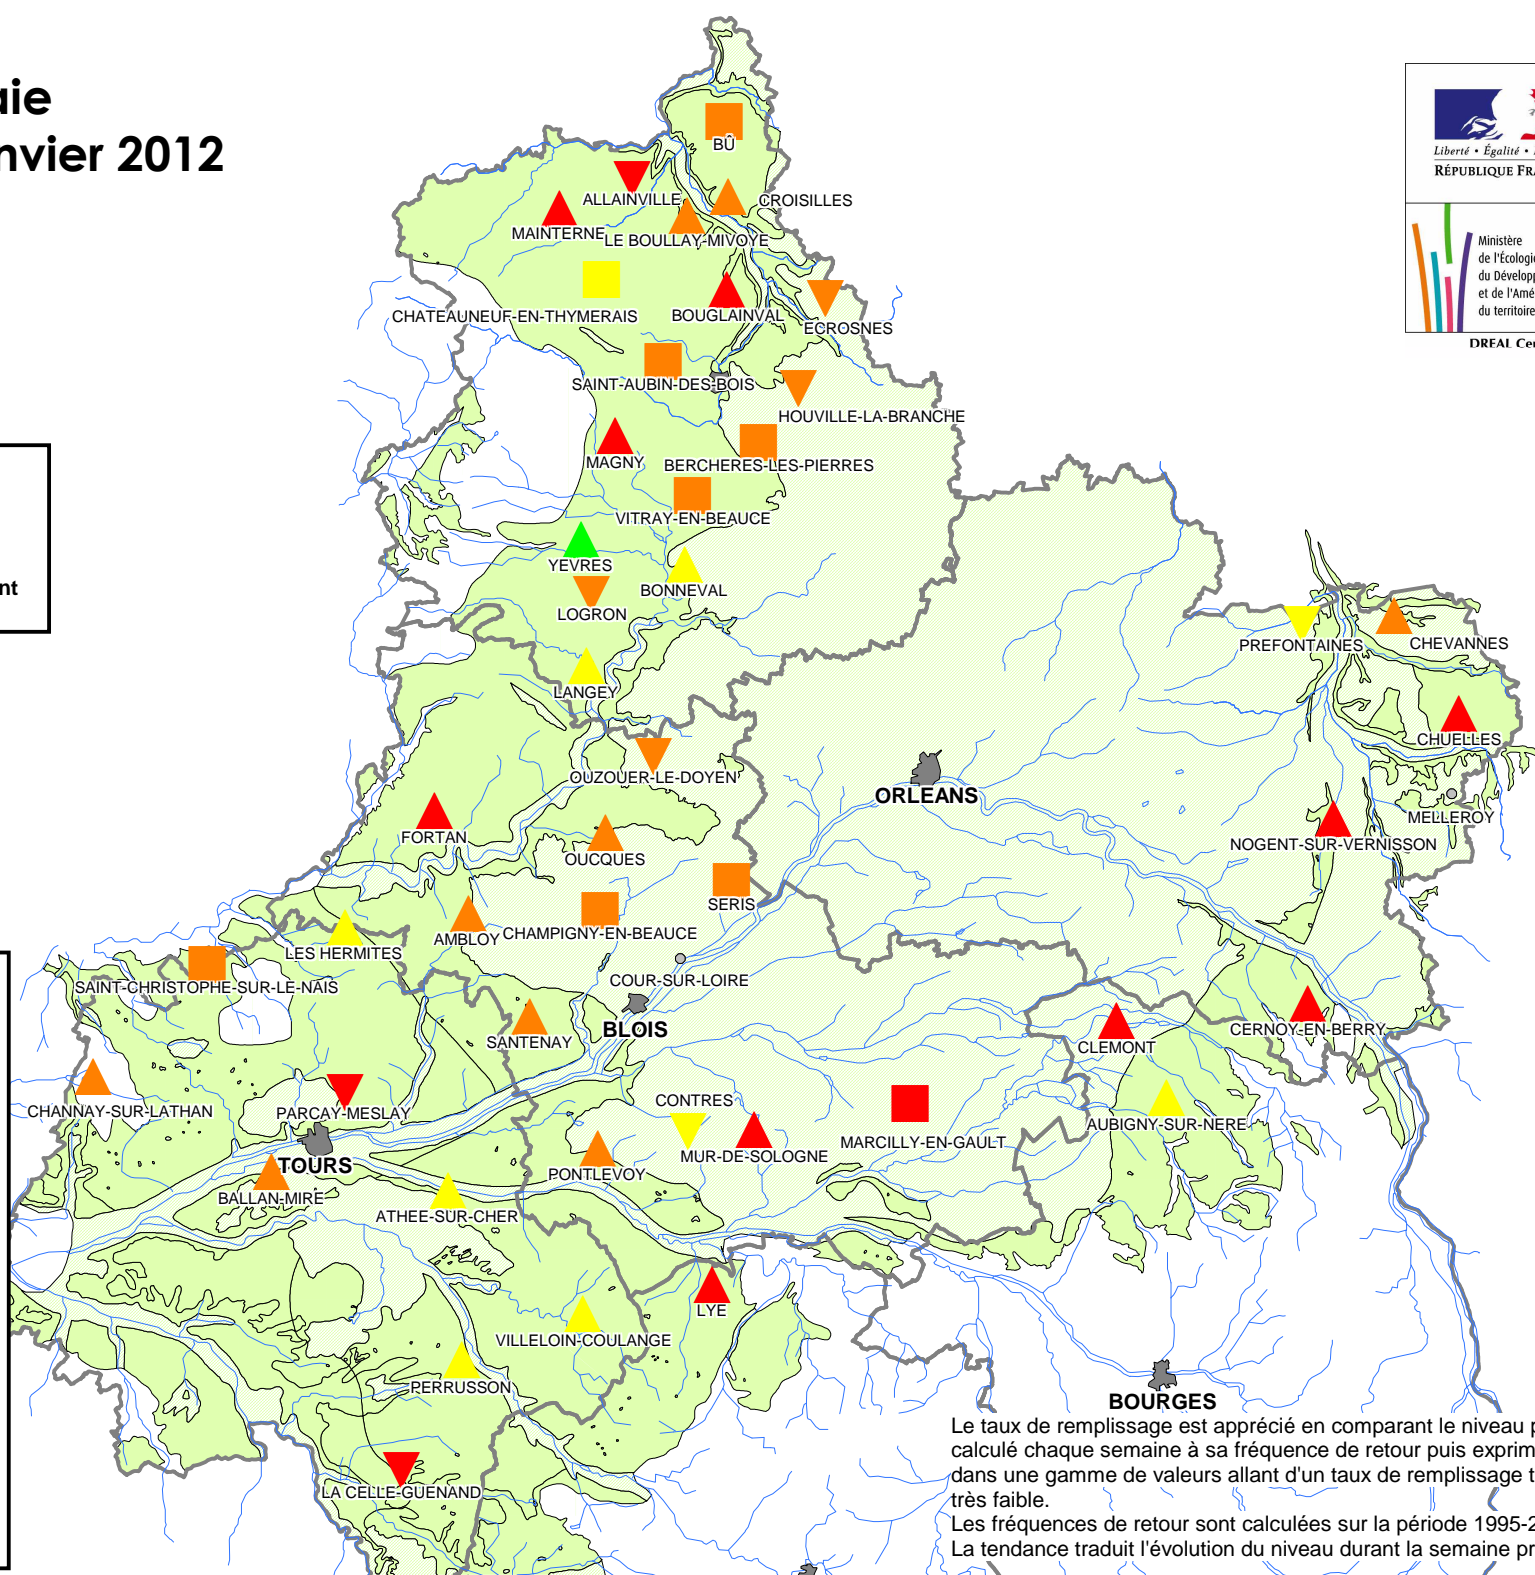 aie
nvier 2012
Liberté • Égalité •
RÉPUBLIQUE FRA
Ministère
de l'Écologie
du Dévelop
et de l'Amé
du territoire
DREAL Cen
nt
BÛ
ALLAINVILLE
CROISILLES
MAINTERNE
LE BOULLAY-MIVOYE
CHATEAUNEUF-EN-THYMERAIS
BOUGLAINVAL
ECROSNES
SAINT-AUBIN-DES-BOIS
HOUVILLE-LA-BRANCHE
MAGNY
BERCHERES-LES-PIERRES
VITRAY-EN-BEAUCE
YEVRES
BONNEVAL
LOGRON
PREFONTAINES
CHEVANNES
LANGEY
CHUELLES
OUZOUER-LE-DOYEN
ORLEANS
MELLEROY
FORTAN
NOGENT-SUR-VERNISSON
OUCQUES
SERIS
AMBLOY
CHAMPIGNY-EN-BEAUCE
LES HERMITES
COUR-SUR-LOIRE
SAINT-CHRISTOPHE-SUR-LE-NAIS
BLOIS
CERNOY-EN-BERRY
SANTENAY
CLEMONT
CONTRES
CHANNAY-SUR-LATHAN
PARCAY-MESLAY
AUBIGNY-SUR-NERE
MARCILLY-EN-GAULT
MUR-DE-SOLOGNE
TOURS
PONTLEVOY
BALLAN-MIRE
ATHEE-SUR-CHER
LYE
VILLELOIN-COULANGE
PERRUSSON
BOURGES
LA CELLE-GUENAND
Le taux de remplissage est apprécié en comparant le niveau p
calculé chaque semaine à sa fréquence de retour puis exprim
dans une gamme de valeurs allant d'un taux de remplissage t
très faible.
Les fréquences de retour sont calculées sur la période 1995-2
La tendance traduit l'évolution du niveau durant la semaine pr